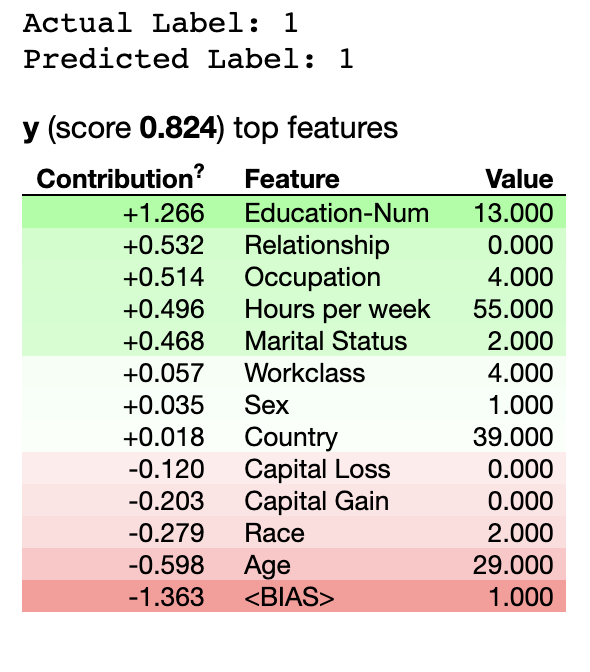 Actual Label: 1
Predicted Label: 1
y (score 0.824) top features
Contribution? Feature Value
+1.266 Education-Num 13.000
+0.532 Relationship 0.000
+0.514 Occupation 4.000
+0.496 Hours per week 55.000
+0.468 Marital Status 2.000
+0.057 Workclass 4.000
+0.035 Sex 1.000
+0.018 Country 39.000
-0.120 Capital Loss 0.000
-0.203 Capital Gain 0.000
-0.279 Race 2.000
-0.598 Age 29.000
-1.363 <BIAS> 1.000